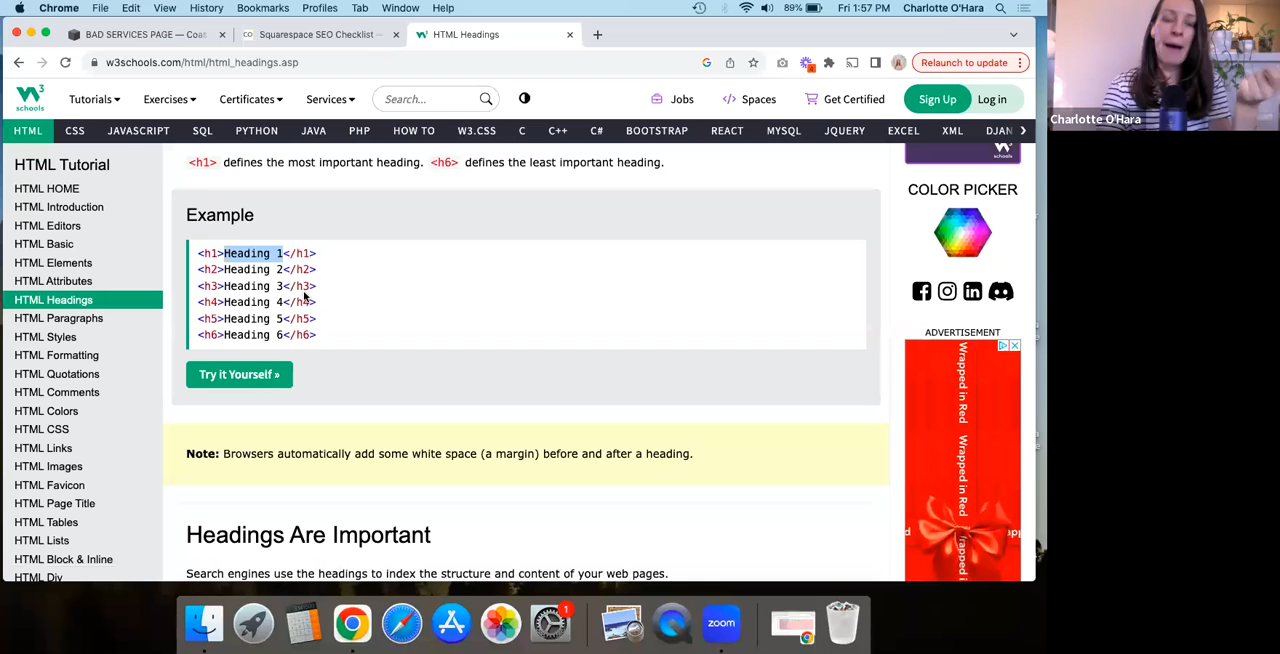 Chrome File Edit View History Bookmarks Profiles Tab Window Help 89% Fri 1:57 PM Charlotte O'Hara
BAD SERVICES PAGE — Coas Squarespace SEO Checklist — HTML Headings
w3schools.com/html/html_headings.asp Relaunch to update
schools Tutorials Exercises Certificates Services Search... Jobs Spaces Get Certified Sign Up Log in
HTML CSS JAVASCRIPT SQL PYTHON JAVA PHP HOW TO W3.CSS C C++ C# BOOTSTRAP REACT MYSQL JQUERY EXCEL XML DJAN
Charlotte O'Hara
HTML Tutorial
HTML HOME
HTML Introduction
HTML Editors
HTML Basic
HTML Elements
HTML Attributes
HTML Headings
HTML Paragraphs
HTML Styles
HTML Formatting
HTML Quotations
HTML Comments
HTML Colors
HTML CSS
HTML Links
HTML Images
HTML Favicon
HTML Page Title
HTML Tables
HTML Lists
HTML Block & Inline
HTML Div
<h1> defines the most important heading. <h6> defines the least important heading.
Example
<h1>Heading 1</h1>
<h2>Heading 2</h2>
<h3>Heading 3</h3>
<h4>Heading 4</h4>
<h5>Heading 5</h5>
<h6>Heading 6</h6>
Try it Yourself »
Note: Browsers automatically add some white space (a margin) before and after a heading.
Headings Are Important
Search engines use the headings to index the structure and content of your web pages.
schools
COLOR PICKER
ADVERTISEMENT
Wrapped in Red
Wrapped in Red
zoom
1